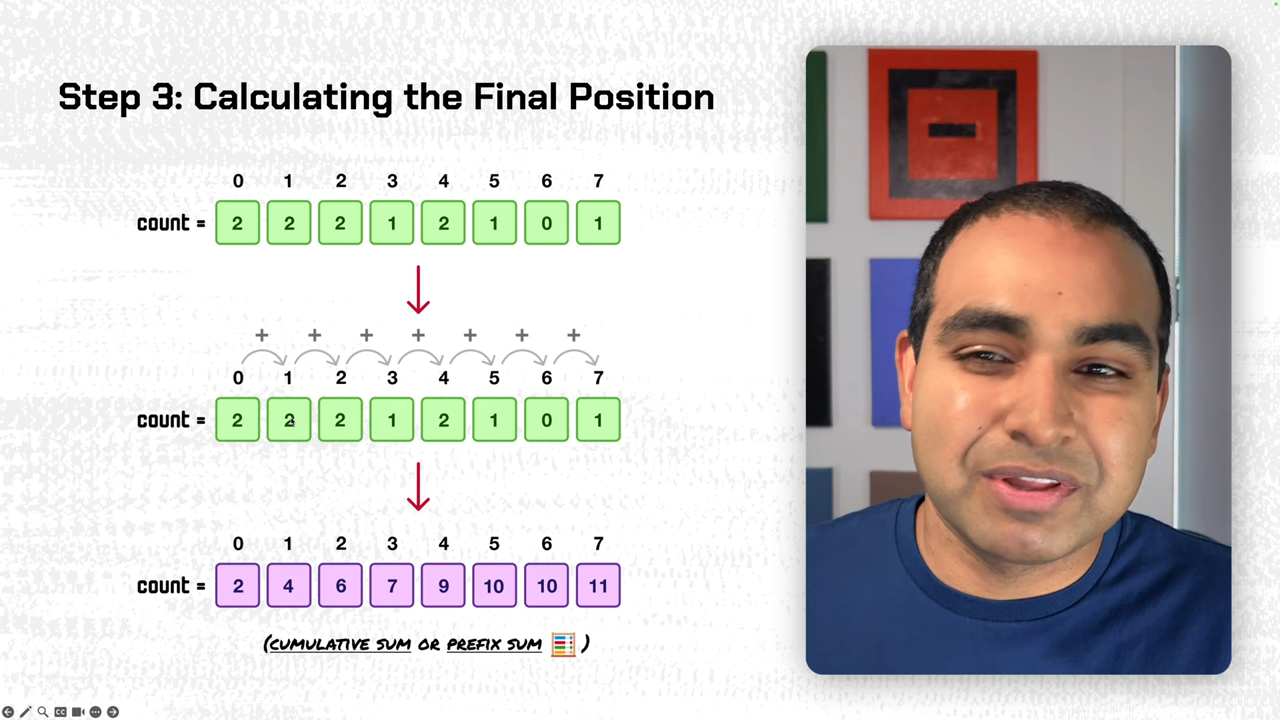 Step 3: Calculating the Final Position
0 1 2 3 4 5 6 7
count = 2 2 2 1 2 1 0 1
+ + + + + + +
0 1 2 3 4 5 6 7
count = 2 2 2 1 2 1 0 1
0 1 2 3 4 5 6 7
count = 2 4 6 7 9 10 10 11
(CUMULATIVE SUM OR PREFIX SUM )
CC